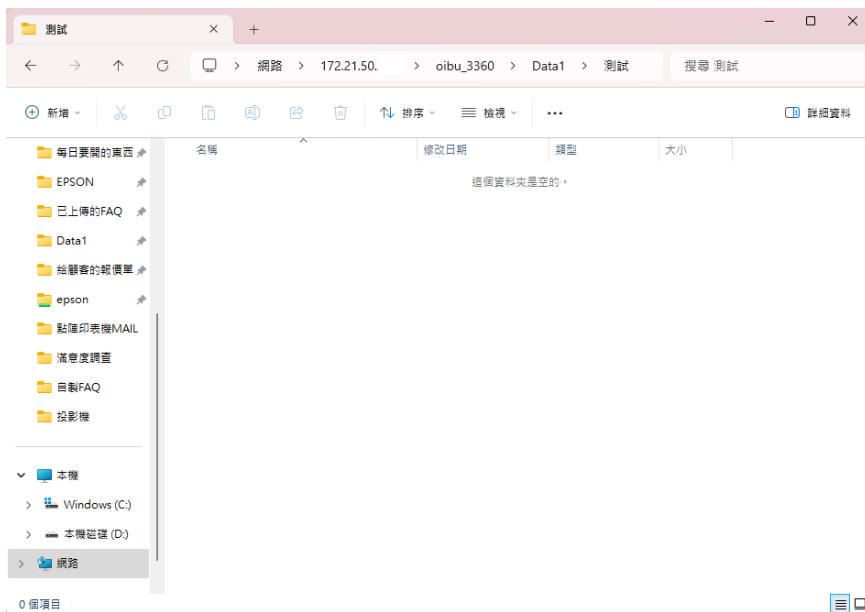 測試
網路 > 172.21.50. > oibu_3360 > Data1 > 測試
搜尋 測試
新增
排序
檢視
詳細資料
名稱 修改日期 類型 大小
這個資料夾是空的。
每日要開的東西
EPSON
已上傳的FAQ
Data1
給顧客的報價單
epson
點陣印表機MAIL
滿意度調查
自製FAQ
投影機
本機
Windows (C:)
本機磁碟 (D:)
網路
0 個項目